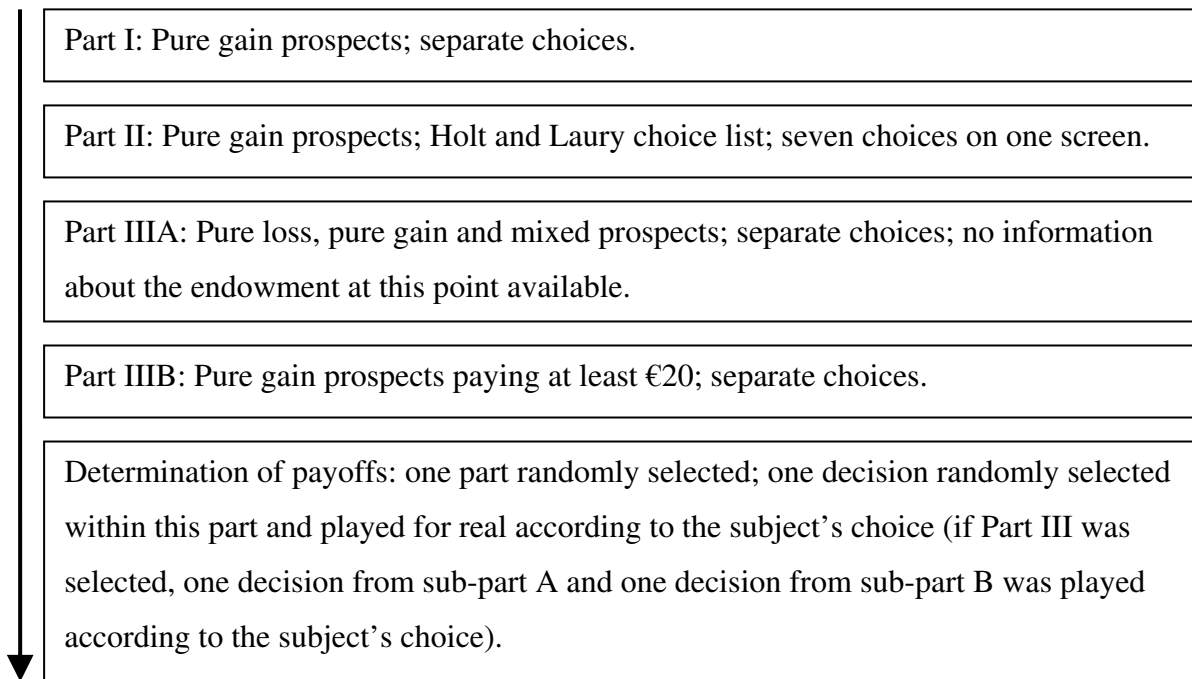 Part I: Pure gain prospects; separate choices.
Part II: Pure gain prospects; Holt and Laury choice list; seven choices on one screen.
Part IIIA: Pure loss, pure gain and mixed prospects; separate choices; no information
about the endowment at this point available.
Part IIIB: Pure gain prospects paying at least €20; separate choices.
Determination of payoffs: one part randomly selected; one decision randomly selected
within this part and played for real according to the subject's choice (if Part III was
selected, one decision from sub-part A and one decision from sub-part B was played
according to the subject's choice).